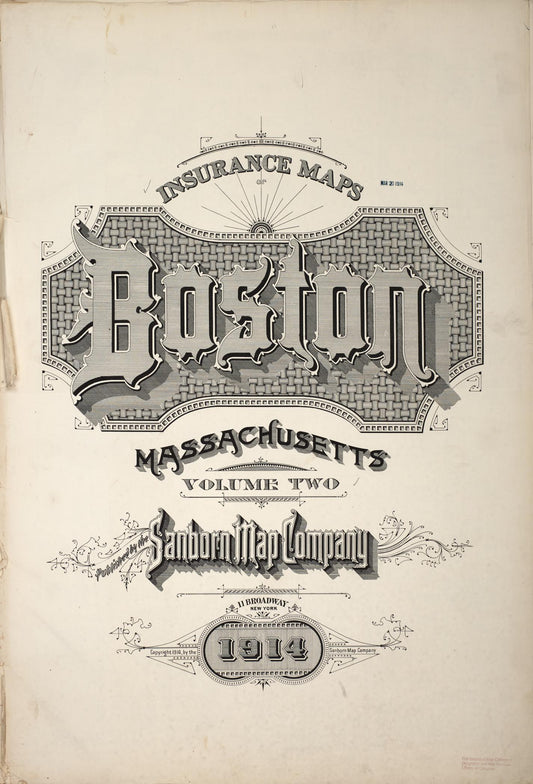 INSURANCE MAPS
OF
MAR 21 1914
Boston
MASSACHUSETTS
VOLUME TWO
Published by the
Sanborn Map Company
11 BROADWAY
NEW YORK
1914
Copyright 1914, by the
Sanborn Map Company